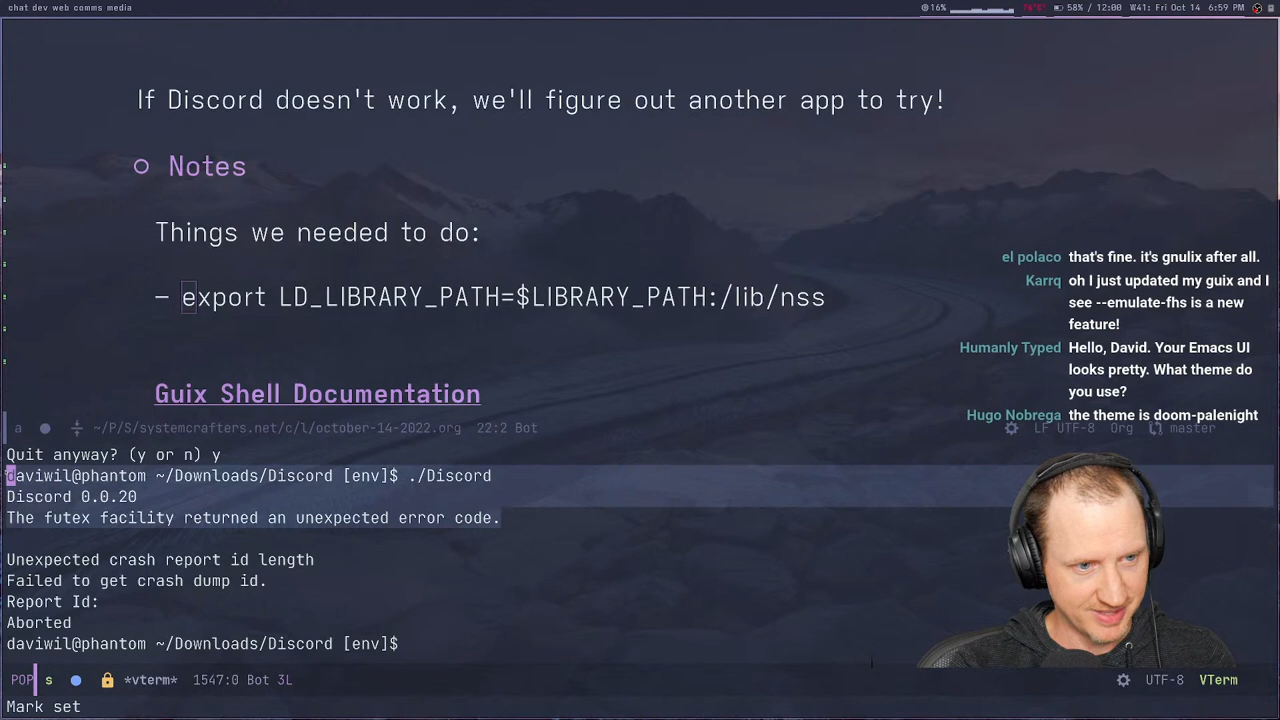 chat dev web comms media
16%
76°C!
58% / 12:00
W41: Fri Oct 14
6:59 PM
If Discord doesn't work, we'll figure out another app to try!
Notes
Things we needed to do:
– export LD_LIBRARY_PATH=$LIBRARY_PATH:/lib/nss
Guix Shell Documentation
a ~/P/S/systemcrafters.net/c/l/october-14-2022.org 22:2 Bot LF UTF-8 Org master
el polaco that's fine. it's gnulix after all.
Karrq oh I just updated my guix and I
see --emulate-fhs is a new
feature!
Humanly Typed Hello, David. Your Emacs UI
looks pretty. What theme do
you use?
Hugo Nobrega the theme is doom-palenight
Quit anyway? (y or n) y
daviwil@phantom ~/Downloads/Discord [env]$ ./Discord
Discord 0.0.20
The futex facility returned an unexpected error code.
Unexpected crash report id length
Failed to get crash dump id.
Report Id:
Aborted
daviwil@phantom ~/Downloads/Discord [env]$
POP s *vterm* 1547:0 Bot 3L UTF-8 VTerm
Mark set